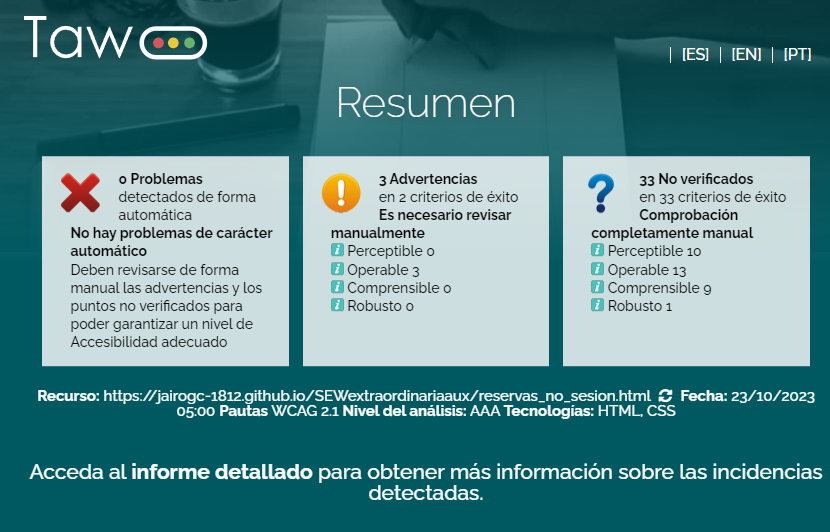 Taw
| [ES] | [EN] | [PT]
Resumen
0 Problemas
detectados de forma
automática
No hay problemas de carácter
automático
Deben revisarse de forma
manual las advertencias y los
puntos no verificados para
poder garantizar un nivel de
Accesibilidad adecuado
3 Advertencias
en 2 criterios de éxito
Es necesario revisar
manualmente
i Perceptible 0
i Operable 3
i Comprensible 0
i Robusto 0
33 No verificados
en 33 criterios de éxito
Comprobación
completamente manual
i Perceptible 10
i Operable 13
i Comprensible 9
i Robusto 1
Recurso: https://jairogc-1812.github.io/SEWextraordinariaaux/reservas_no_sesion.html Fecha: 23/10/2023
05:00 Pautas WCAG 2.1 Nivel del análisis: AAA Tecnologías: HTML, CSS
Acceda al informe detallado para obtener más información sobre las incidencias
detectadas.